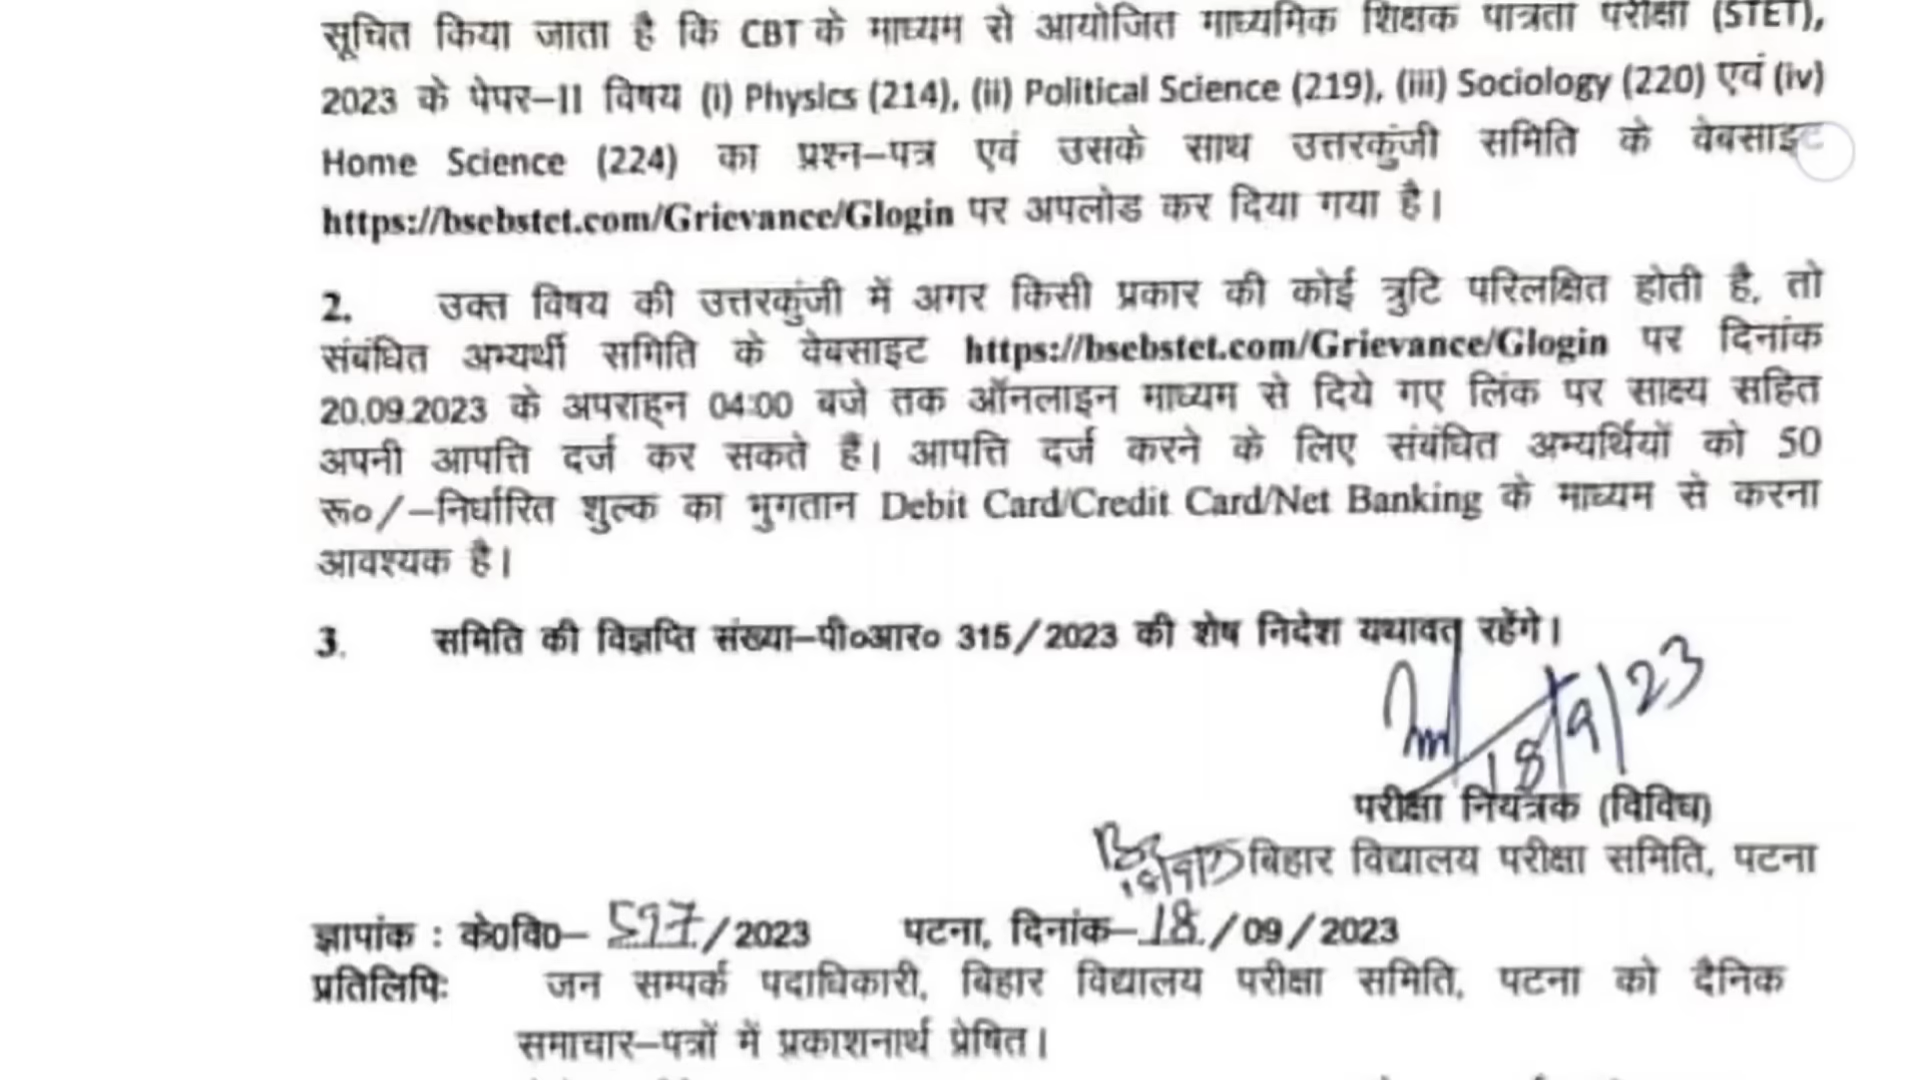 सूचित किया जाता है कि CBT के माध्यम से आयोजित माध्यमिक शिक्षक पात्रता परीक्षा (STET),
2023 के पेपर–II विषय (i) Physics (214), (ii) Political Science (219), (iii) Sociology (220) एवं (iv)
Home Science (224) का प्रश्न–पत्र एवं उसके साथ उत्तरकुंजी समिति के वेबसाइट
https://bsebstet.com/Grievance/Glogin पर अपलोड कर दिया गया है।
2. उक्त विषय की उत्तरकुंजी में अगर किसी प्रकार की कोई त्रुटि परिलक्षित होती है, तो
संबंधित अभ्यर्थी समिति के वेबसाइट https://bsebstet.com/Grievance/Glogin पर दिनांक
20.09.2023 के अपराह्न 04:00 बजे तक ऑनलाइन माध्यम से दिये गए लिंक पर साक्ष्य सहित
अपनी आपत्ति दर्ज कर सकते हैं। आपत्ति दर्ज करने के लिए संबंधित अभ्यर्थियों को 50
रू०/–निर्धारित शुल्क का भुगतान Debit Card/Credit Card/Net Banking के माध्यम से करना
आवश्यक है।
3. समिति की विज्ञप्ति संख्या–पी०आर० 315/2023 की शेष निदेश यथावत् रहेंगे।
18/9/23
परीक्षा नियंत्रक (विविध)
बिहार विद्यालय परीक्षा समिति, पटना
ज्ञापांक : के0वि0– 597/2023 पटना, दिनांक–18/09/2023
प्रतिलिपिः जन सम्पर्क पदाधिकारी, बिहार विद्यालय परीक्षा समिति, पटना को दैनिक
समाचार–पत्रों में प्रकाशनार्थ प्रेषित।